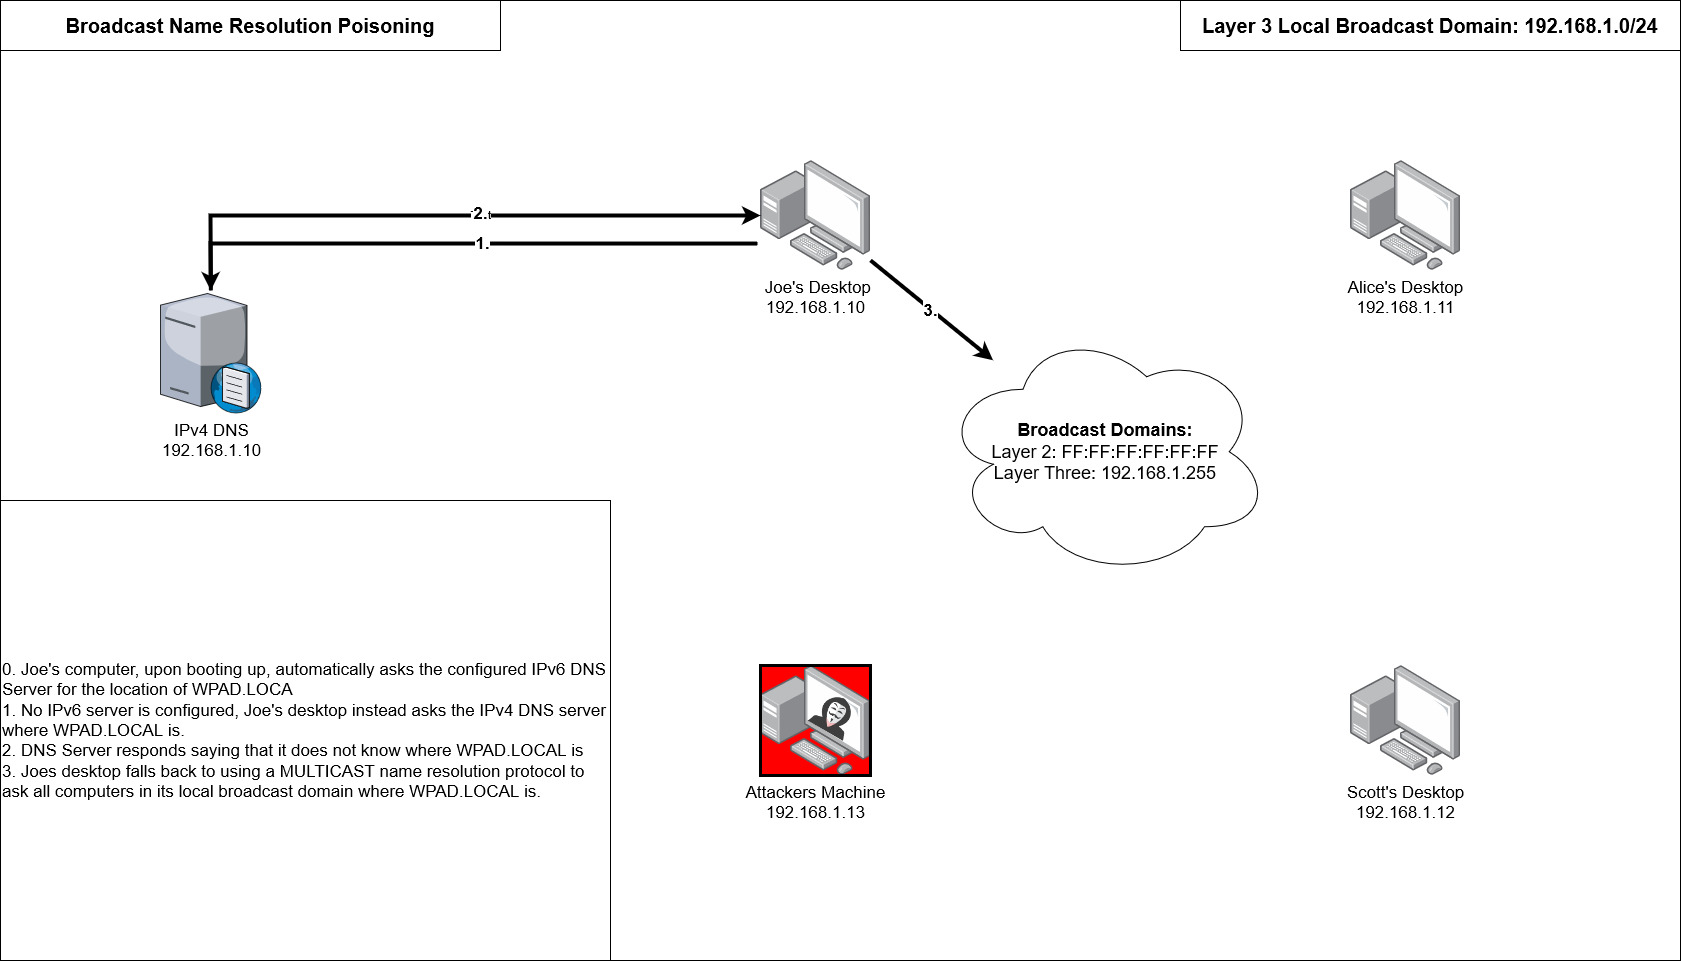 Broadcast Name Resolution Poisoning
Layer 3 Local Broadcast Domain: 192.168.1.0/24
2.
1.
Joe's Desktop
192.168.1.10
Alice's Desktop
192.168.1.11
3.
IPv4 DNS
192.168.1.10
Broadcast Domains:
Layer 2: FF:FF:FF:FF:FF:FF
Layer Three: 192.168.1.255
0. Joe's computer, upon booting up, automatically asks the configured IPv6 DNS
Server for the location of WPAD.LOCA
1. No IPv6 server is configured, Joe's desktop instead asks the IPv4 DNS server
where WPAD.LOCAL is.
2. DNS Server responds saying that it does not know where WPAD.LOCAL is
3. Joes desktop falls back to using a MULTICAST name resolution protocol to
ask all computers in its local broadcast domain where WPAD.LOCAL is.
Attackers Machine
192.168.1.13
Scott's Desktop
192.168.1.12